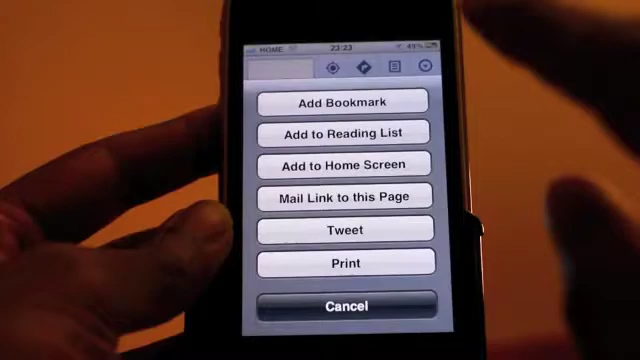 HOME 23:23 49%
Add Bookmark
Add to Reading List
Add to Home Screen
Mail Link to this Page
Tweet
Print
Cancel